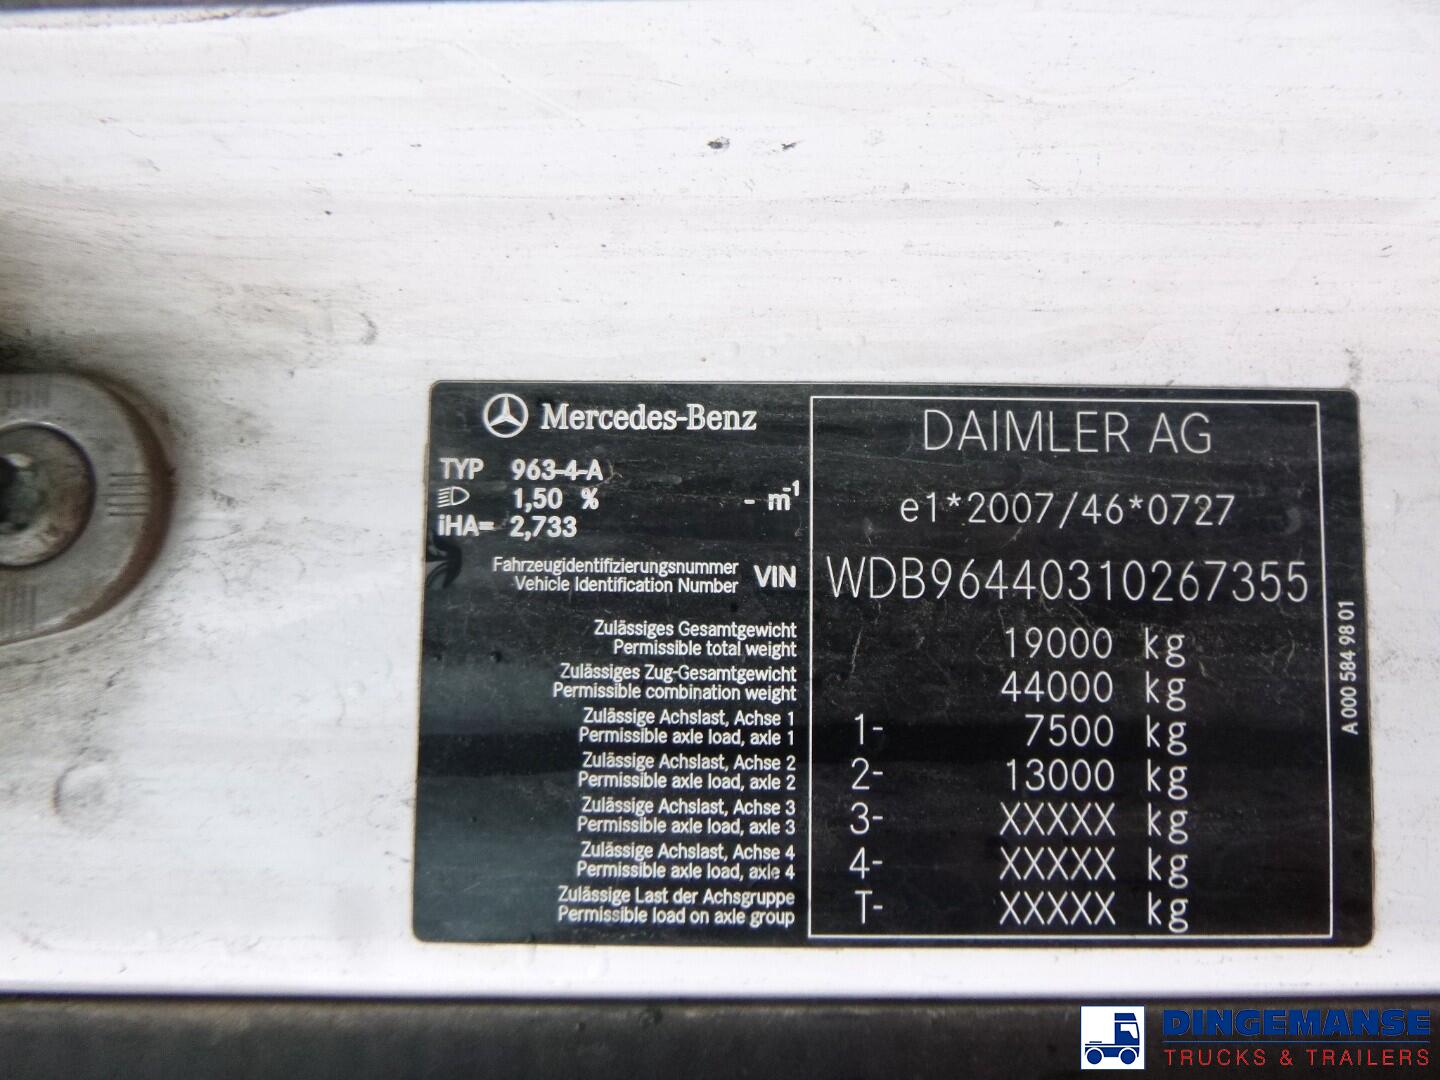 Mercedes-Benz
TYP 963-4-A
1,50 % - m-1
iHA= 2,733
DAIMLER AG
e1*2007/46*0727
Fahrzeugidentifizierungsnummer
Vehicle Identification Number VIN WDB96440310267355
Zulässiges Gesamtgewicht
Permissible total weight 19000 kg
Zulässiges Zug-Gesamtgewicht
Permissible combination weight 44000 kg
Zulässige Achslast, Achse 1
Permissible axle load, axle 1 1- 7500 kg
Zulässige Achslast, Achse 2
Permissible axle load, axle 2 2- 13000 kg
Zulässige Achslast, Achse 3
Permissible axle load, axle 3 3- XXXXX kg
Zulässige Achslast, Achse 4
Permissible axle load, axle 4 4- XXXXX kg
Zulässige Last der Achsgruppe
Permissible load on axle group T- XXXXX kg
A 000 584 98 01
DINGEMANSE
TRUCKS & TRAILERS